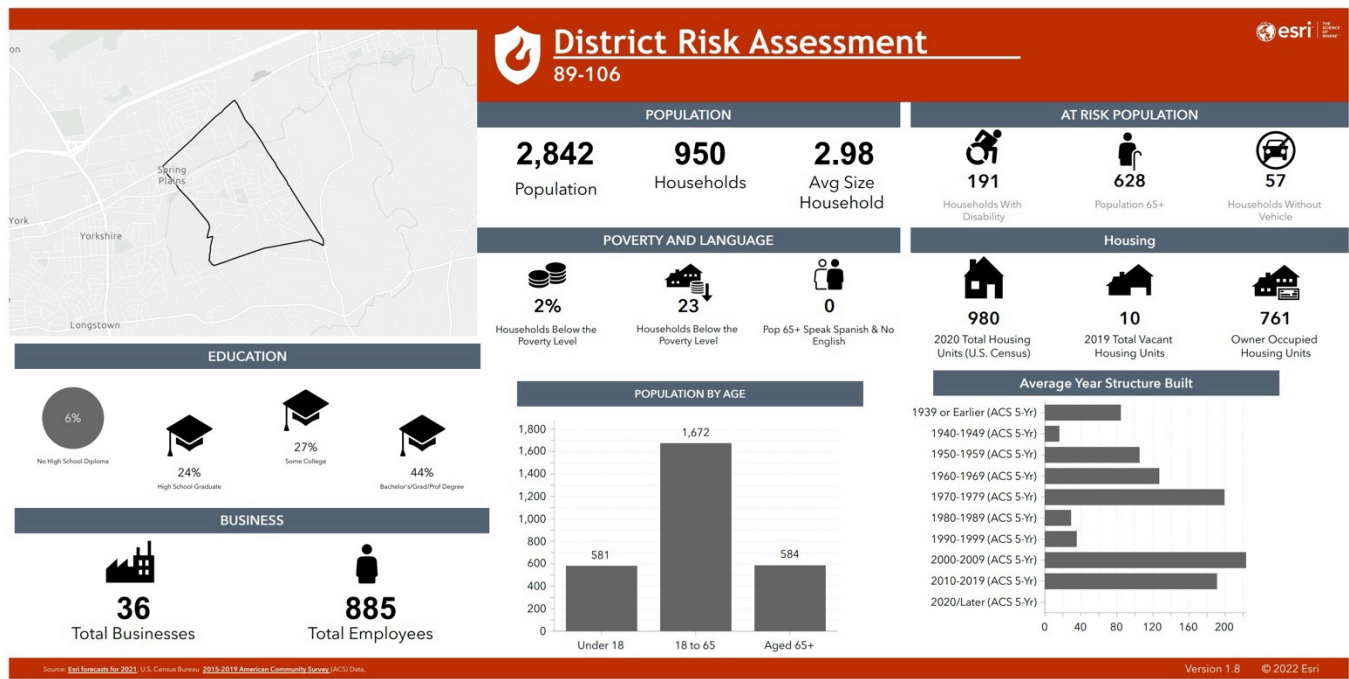 on
Spring
Plains
York
Yorkshire
Longstown
District Risk Assessment
89-106
esri
THE
SCIENCE
OF
WHERE
POPULATION
2,842
Population
950
Households
2.98
Avg Size
Household
AT RISK POPULATION
191
Households With
Disability
628
Population 65+
57
Households Without
Vehicle
POVERTY AND LANGUAGE
2%
Households Below the
Poverty Level
23
Households Below the
Poverty Level
0
Pop 65+ Speak Spanish & No
English
Housing
980
2020 Total Housing
Units (U.S. Census)
10
2019 Total Vacant
Housing Units
761
Owner Occupied
Housing Units
EDUCATION
6%
No High School Diploma
24%
High School Graduate
27%
Some College
44%
Bachelor's/Grad/Prof Degree
BUSINESS
36
Total Businesses
885
Total Employees
POPULATION BY AGE
1,800
1,600
1,400
1,200
1,000
800
600
400
200
0
581
1,672
584
Under 18
18 to 65
Aged 65+
Average Year Structure Built
1939 or Earlier (ACS 5-Yr)
1940-1949 (ACS 5-Yr)
1950-1959 (ACS 5-Yr)
1960-1969 (ACS 5-Yr)
1970-1979 (ACS 5-Yr)
1980-1989 (ACS 5-Yr)
1990-1999 (ACS 5-Yr)
2000-2009 (ACS 5-Yr)
2010-2019 (ACS 5-Yr)
2020/Later (ACS 5-Yr)
0 40 80 120 160 200
Source: Esri forecasts for 2021, U.S. Census Bureau 2015-2019 American Community Survey (ACS) Data,
Version 1.8 © 2022 Esri